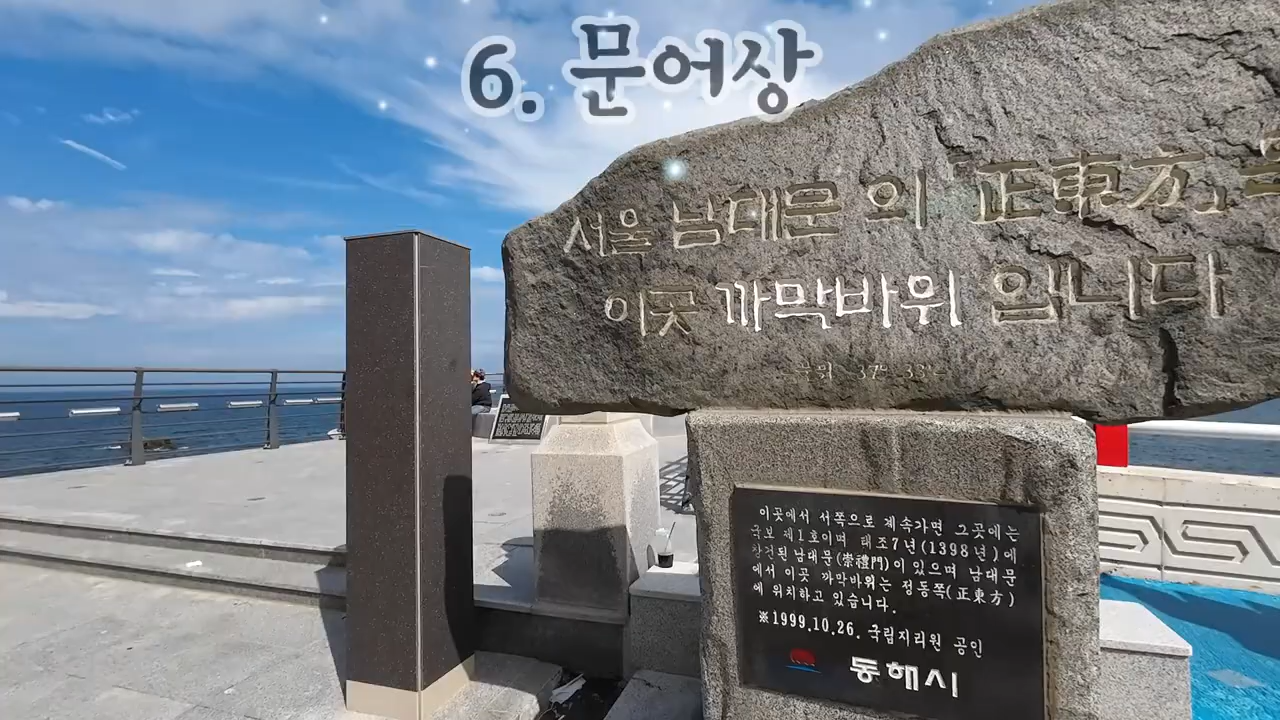 6. 문어상
서울 남대문의 「正東方」은
이곳 까막바위 입니다
북위 37° 33′
이곳에서 서쪽으로 계속가면 그곳에는
국보 제1호이며 태조7년(1398년)에
창건된 남대문(崇禮門)이 있으며 남대문
에서 이곳 까막바위는 정동쪽(正東方)
에 위치하고 있습니다.
※1999.10.26. 국립지리원 공인
동해시